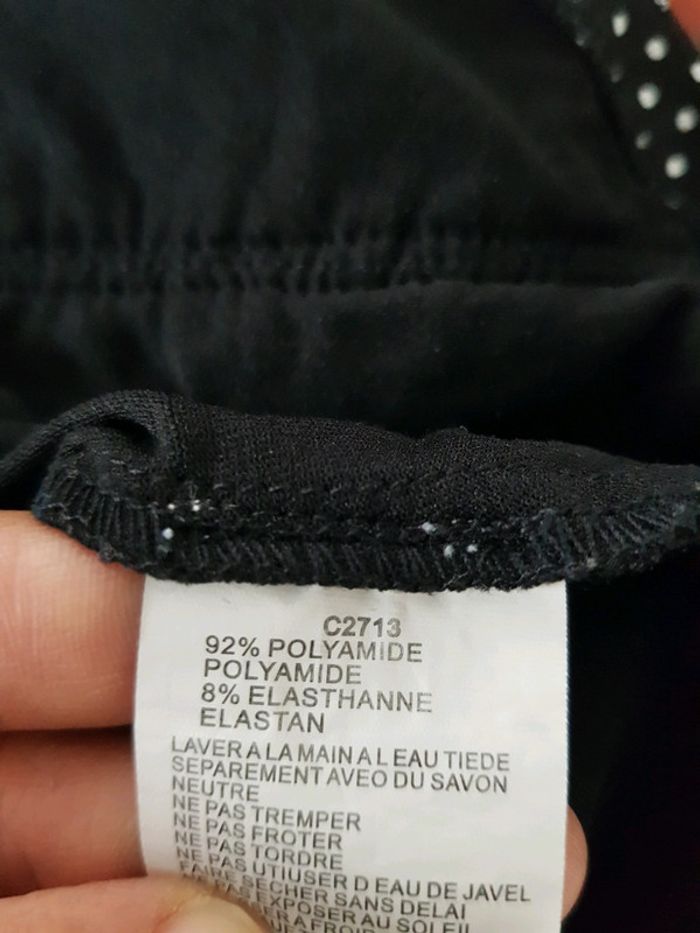 C2713
92% POLYAMIDE
POLYAMIDE
8% ELASTHANNE
ELASTAN
LAVER A LA MAIN A L EAU TIEDE
SEPAREMENT AVEO DU SAVON
NEUTRE
NE PAS TREMPER
NE PAS FROTER
NE PAS TORDRE
NE PAS UTIUSER D EAU DE JAVEL
FAIRE SECHER SANS DELAI
PAS EXPOSER AU SOLEIL